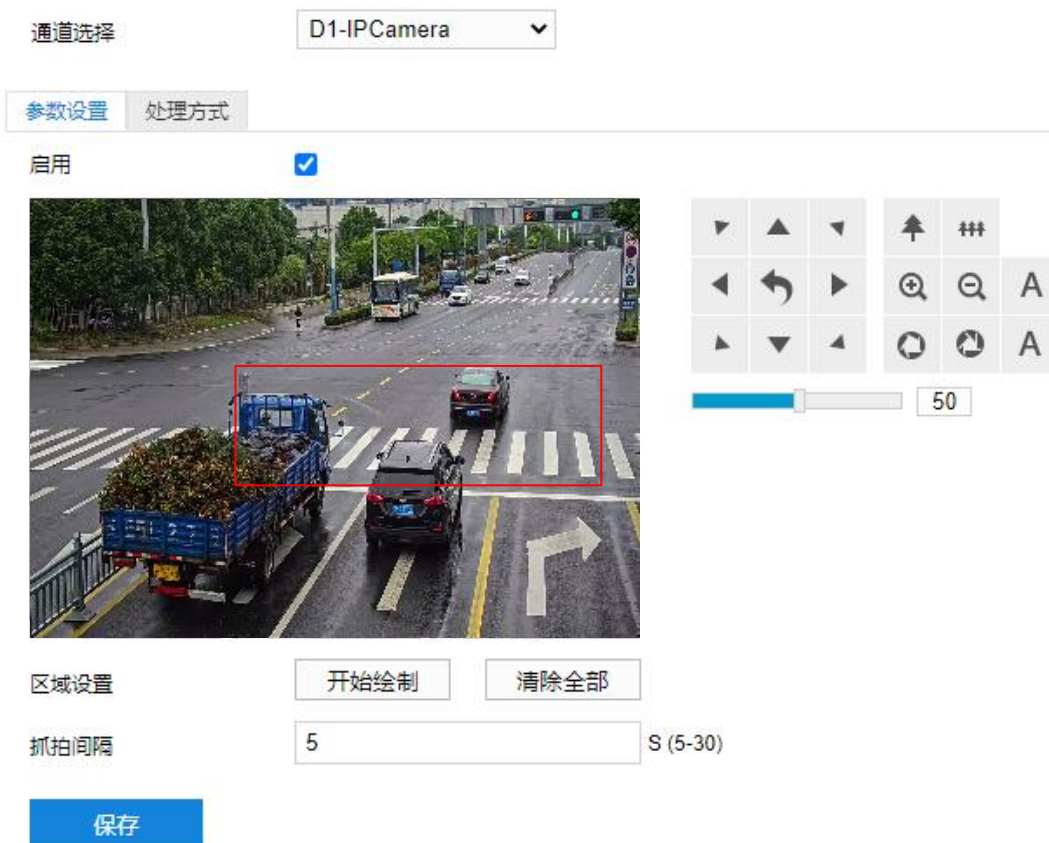 通道选择
D1-IPCamera
参数设置 处理方式
启用
A
A
50
区域设置 开始绘制 清除全部
抓拍间隔 5 S (5-30)
保存